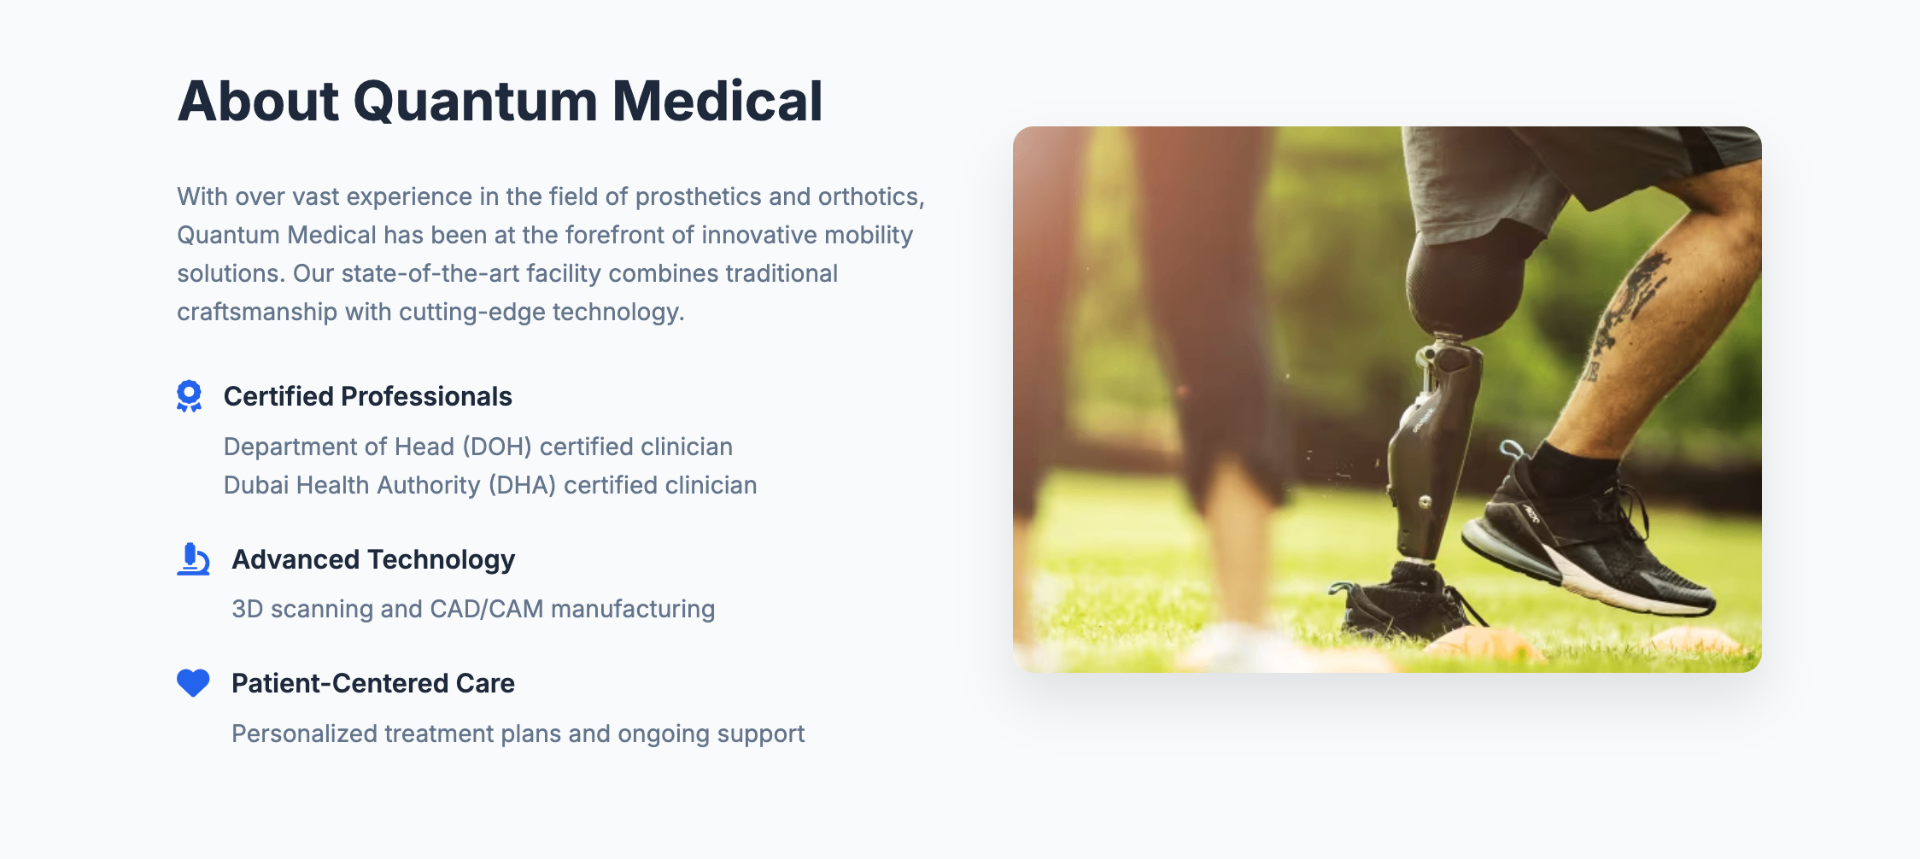 About Quantum Medical
With over vast experience in the field of prosthetics and orthotics,
Quantum Medical has been at the forefront of innovative mobility
solutions. Our state-of-the-art facility combines traditional
craftsmanship with cutting-edge technology.
Certified Professionals
Department of Head (DOH) certified clinician
Dubai Health Authority (DHA) certified clinician
Advanced Technology
3D scanning and CAD/CAM manufacturing
Patient-Centered Care
Personalized treatment plans and ongoing support